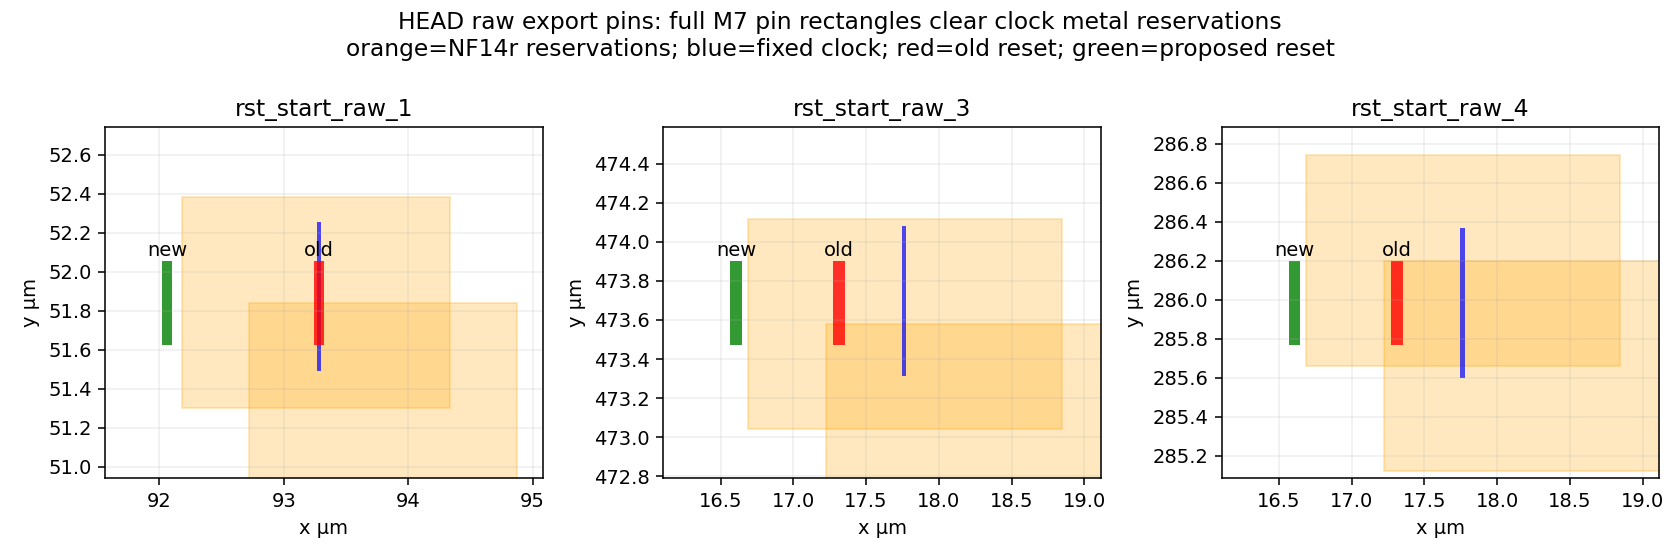 HEAD raw export pins: full M7 pin rectangles clear clock metal reservations
orange=NF14r reservations; blue=fixed clock; red=old reset; green=proposed reset
rst_start_raw_1
52.6
52.4
52.2
52.0
51.8
51.6
51.4
51.2
51.0
y µm
new
old
92
93
94
95
x µm
rst_start_raw_3
474.4
474.2
474.0
473.8
473.6
473.4
473.2
473.0
472.8
y µm
new
old
16.5
17.0
17.5
18.0
18.5
19.0
x µm
rst_start_raw_4
286.8
286.6
286.4
286.2
286.0
285.8
285.6
285.4
285.2
y µm
new
old
16.5
17.0
17.5
18.0
18.5
19.0
x µm